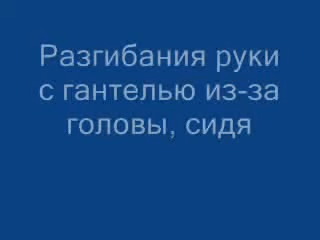 Разгибания руки
с гантелью из-за
головы, сидя